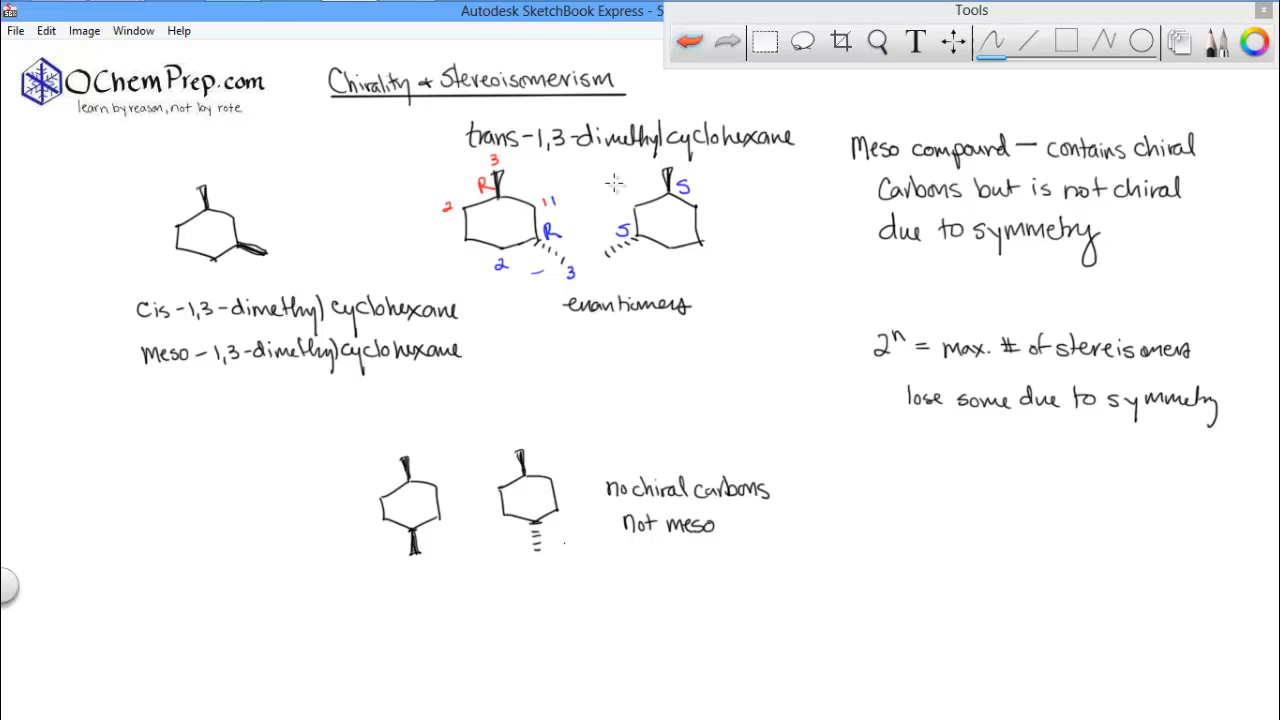 Autodesk SketchBook Express - 5
Tools
File Edit Image Window Help
T
OChemPrep.com
learn by reason, not by rote
Chirality & Stereoisomerism
trans-1,3-dimethylcyclohexane
3
R
2
1 1
R
2
3
S
S
enantiomers
cis-1,3-dimethylcyclohexane
meso-1,3-dimethylcyclohexane
Meso compound - contains chiral
carbons but is not chiral
due to symmetry
2ⁿ = max. # of stereisomers
lose some due to symmetry
no chiral carbons
not meso